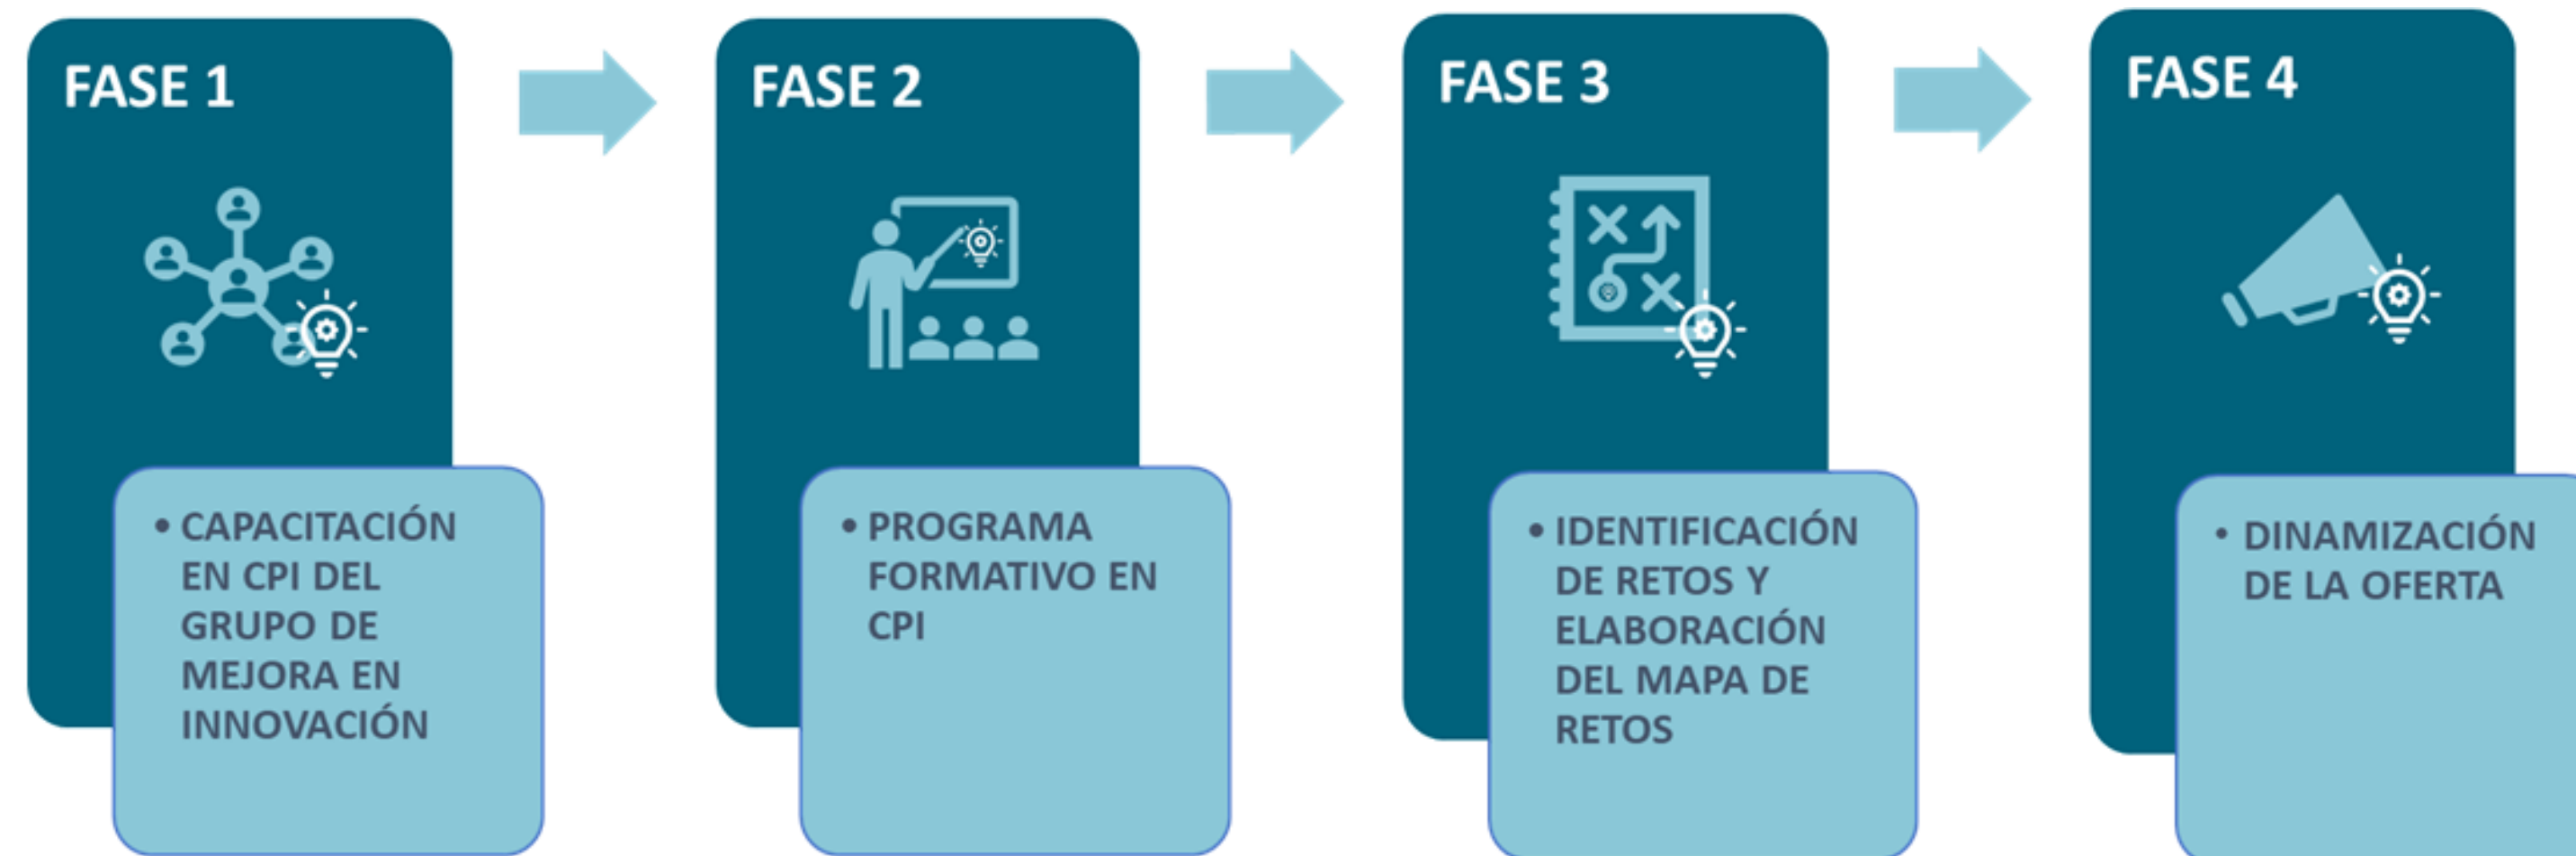 FASE 1
• CAPACITACIÓN
EN CPI DEL
GRUPO DE
MEJORA EN
INNOVACIÓN
FASE 2
• PROGRAMA
FORMATIVO EN
CPI
FASE 3
• IDENTIFICACIÓN
DE RETOS Y
ELABORACIÓN
DEL MAPA DE
RETOS
FASE 4
• DINAMIZACIÓN
DE LA OFERTA